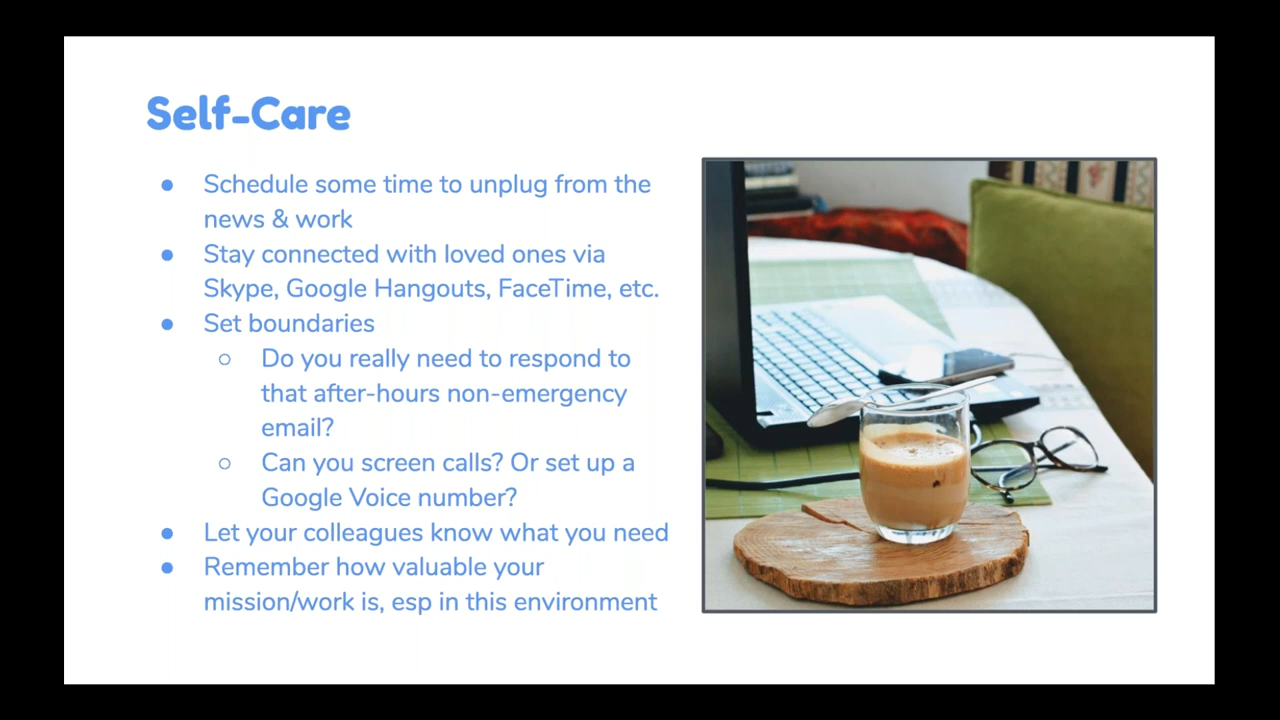 Self-Care
● Schedule some time to unplug from the
news & work
● Stay connected with loved ones via
Skype, Google Hangouts, FaceTime, etc.
● Set boundaries
○ Do you really need to respond to
that after-hours non-emergency
email?
○ Can you screen calls? Or set up a
Google Voice number?
● Let your colleagues know what you need
● Remember how valuable your
mission/work is, esp in this environment